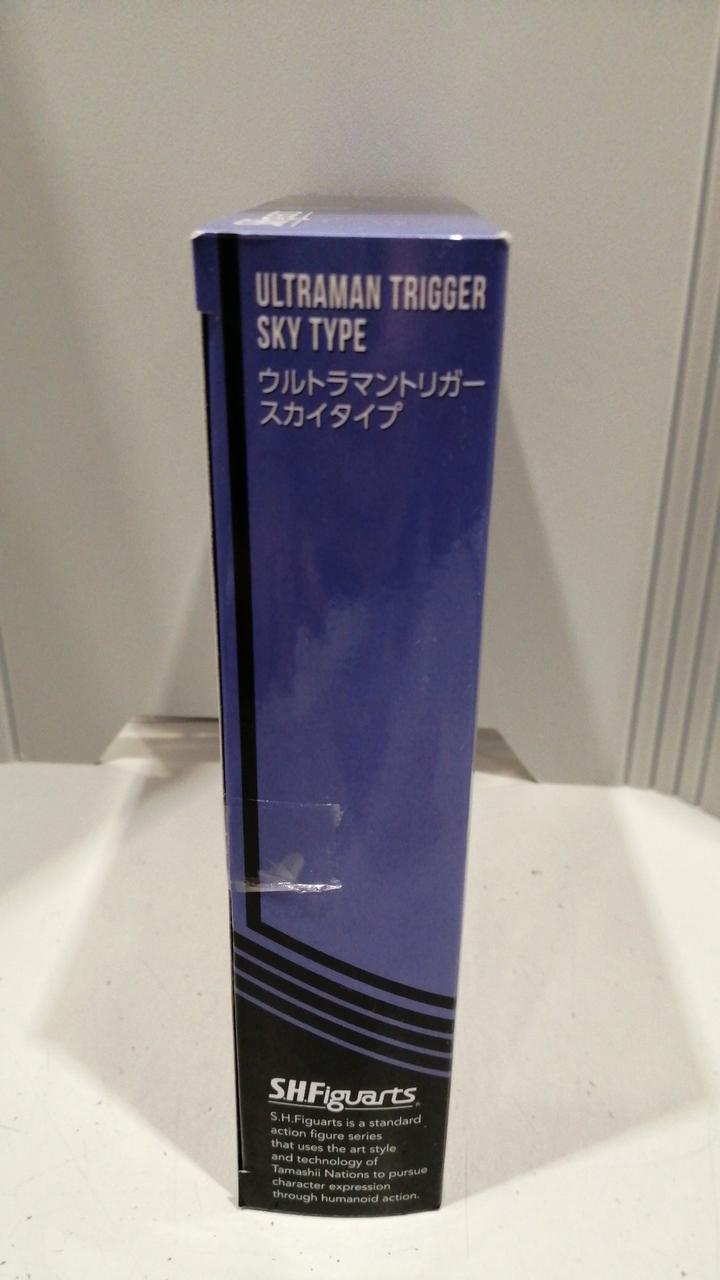 ULTRAMAN TRIGGER
SKY TYPE
ウルトラマントリガー
スカイタイプ
S.H.Figuarts
S.H.Figuarts is a standard
action figure series
that uses the art style
and technology of
Tamashii Nations to pursue
character expression
through humanoid action.